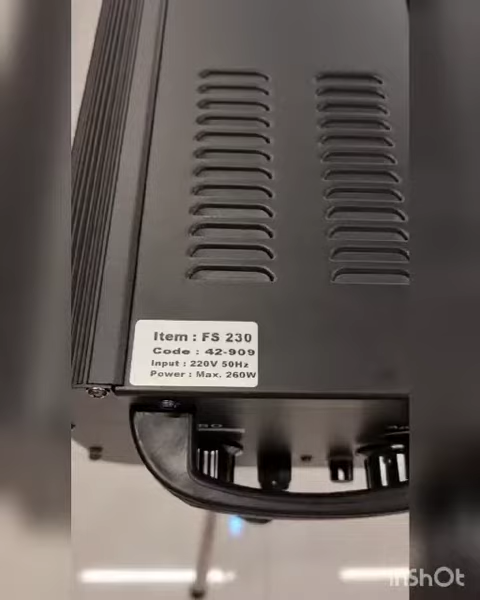 Item : FS 230
Code : 42-909
Input : 220V 50Hz
Power : Max. 260W
InShOt